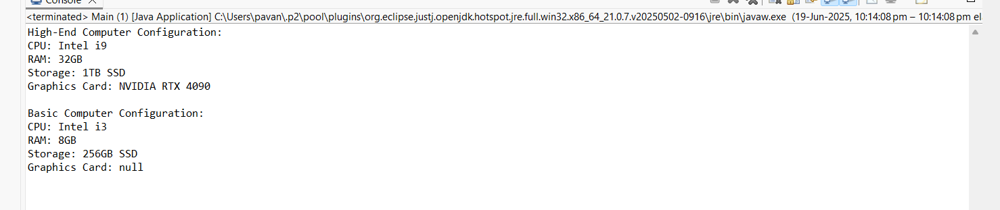 Console
<terminated> Main (1) [Java Application] C:\Users\pavan\.p2\pool\plugins\org.eclipse.justj.openjdk.hotspot.jre.full.win32.x86_64_21.0.7.v20250502-0916\jre\bin\javaw.exe (19-Jun-2025, 10:14:08 pm – 10:14:08 pm el
High-End Computer Configuration:
CPU: Intel i9
RAM: 32GB
Storage: 1TB SSD
Graphics Card: NVIDIA RTX 4090
Basic Computer Configuration:
CPU: Intel i3
RAM: 8GB
Storage: 256GB SSD
Graphics Card: null